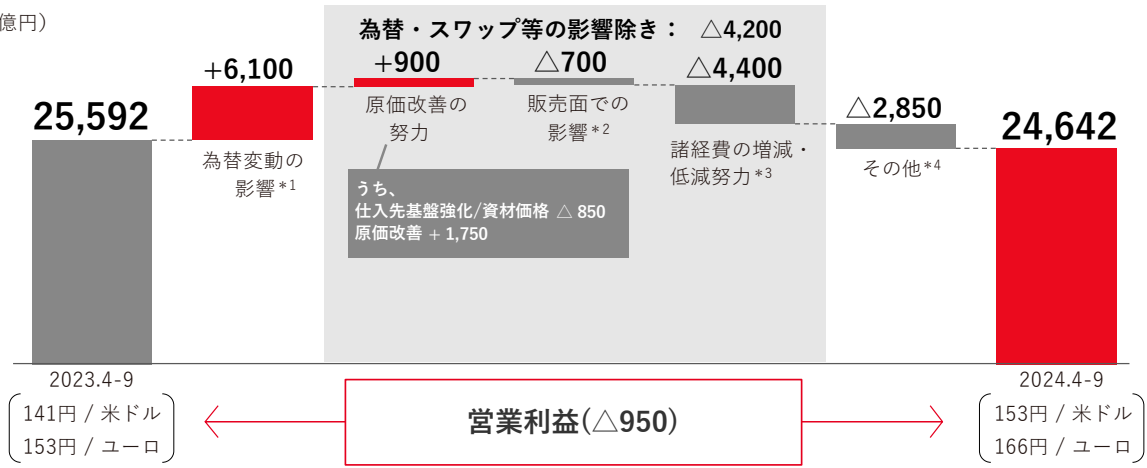 億円）
為替・スワップ等の影響除き： △4,200
+6,100
+900
△700
△4,400
25,592
原価改善の
努力
販売面での
影響*2
△2,850
24,642
為替変動の
影響*1
諸経費の増減・
低減努力*3
その他*4
うち、
仕入先基盤強化/資材価格 △ 850
原価改善 + 1,750
2023.4-9
141円 / 米ドル
153円 / ユーロ
営業利益(△950)
2024.4-9
153円 / 米ドル
166円 / ユーロ